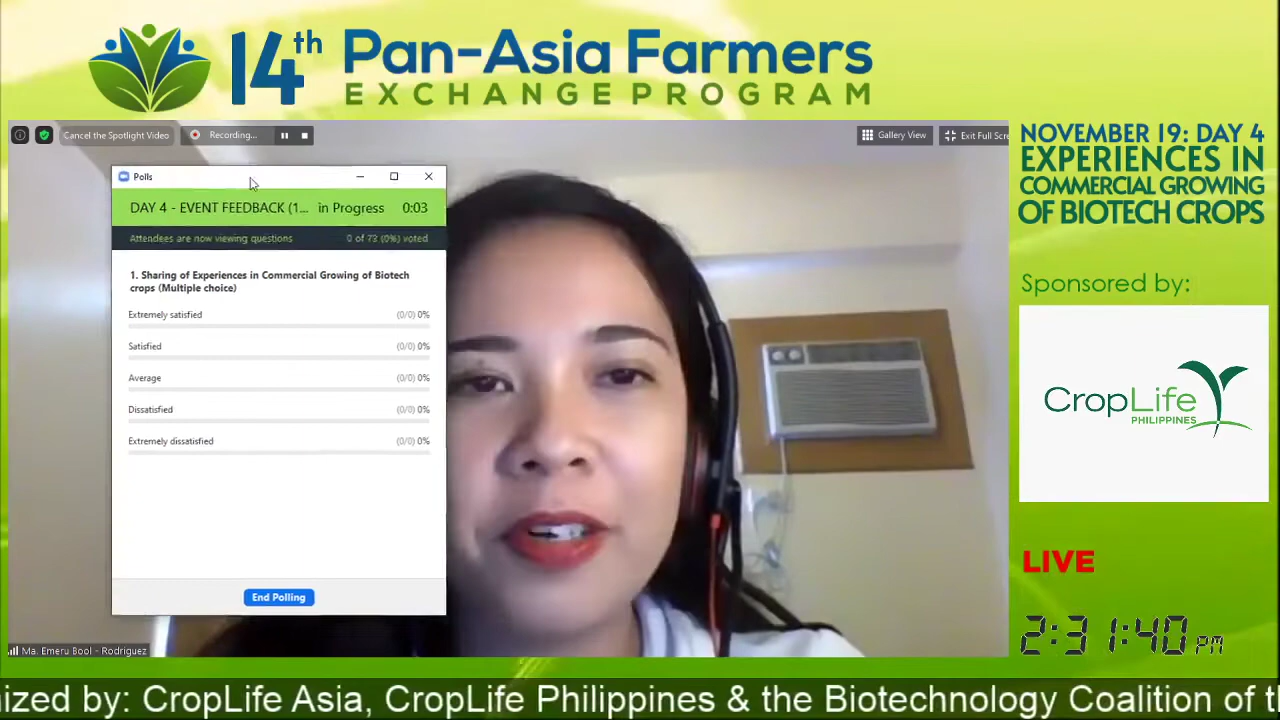 14th Pan-Asia Farmers
EXCHANGE PROGRAM
Cancel the Spotlight Video
Recording...
Gallery View
Exit Full Scre
Polls
DAY 4 - EVENT FEEDBACK (1... in Progress 0:03
Attendees are now viewing questions 0 of 73 (0%) voted
1. Sharing of Experiences in Commercial Growing of Biotech
crops (Multiple choice)
Extremely satisfied (0/0) 0%
Satisfied (0/0) 0%
Average (0/0) 0%
Dissatisfied (0/0) 0%
Extremely dissatisfied (0/0) 0%
End Polling
Ma. Emeru Bool - Rodriguez
NOVEMBER 19: DAY 4
EXPERIENCES IN
COMMERCIAL GROWING
OF BIOTECH CROPS
Sponsored by:
CropLife
PHILIPPINES
LIVE
2:31:40 PM
nized by: CropLife Asia, CropLife Philippines & the Biotechnology Coalition of t